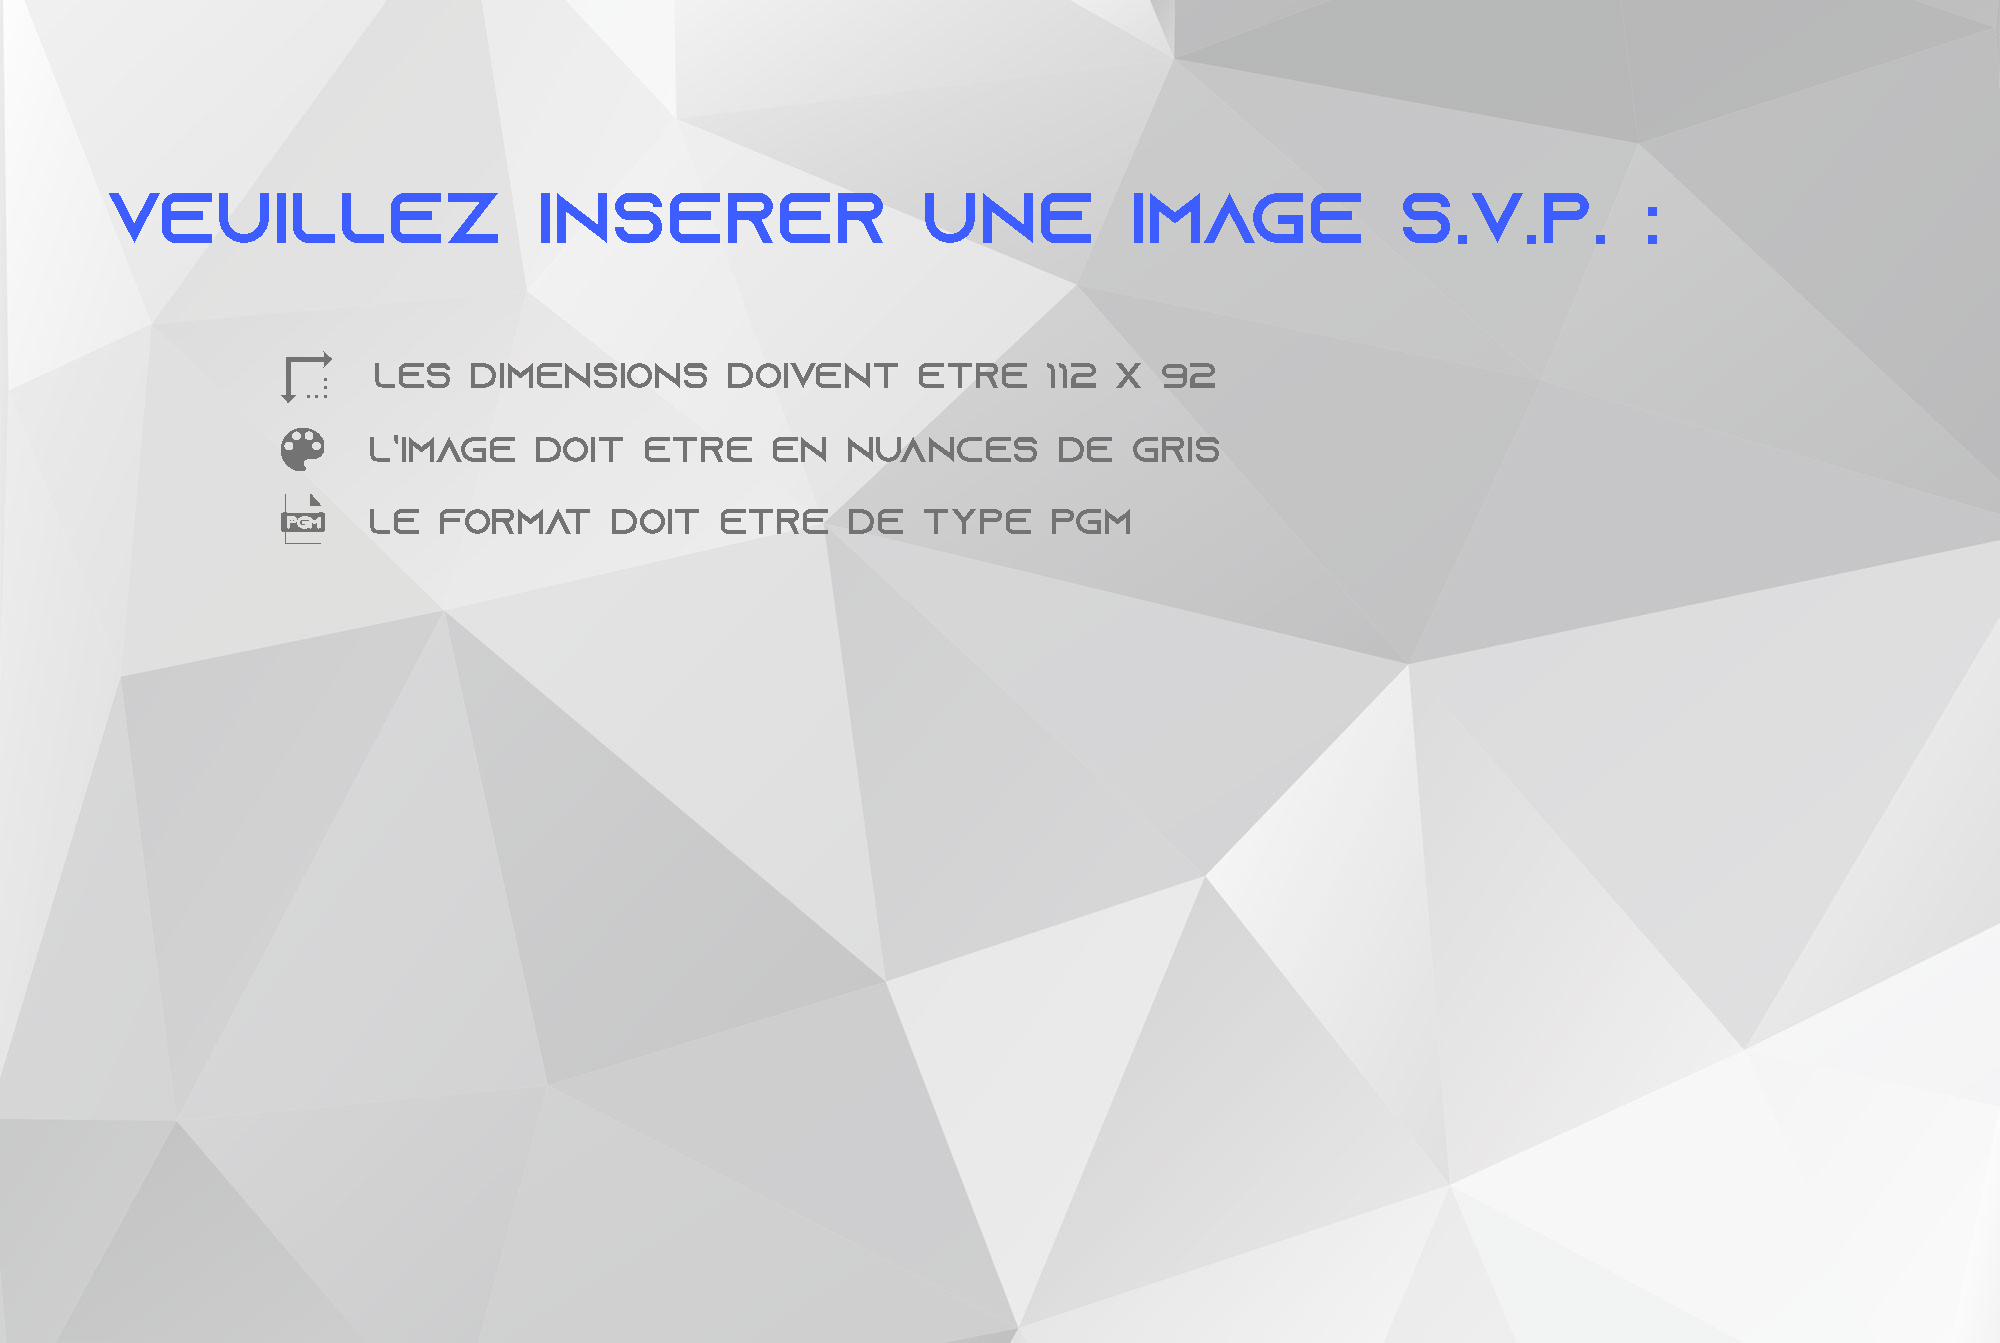 VEUILLEZ INSERER UNE IMAGE S.V.P. :
LES DIMENSIONS DOIVENT ETRE 112 X 92
L'IMAGE DOIT ETRE EN NUANCES DE GRIS
PGM
LE FORMAT DOIT ETRE DE TYPE PGM